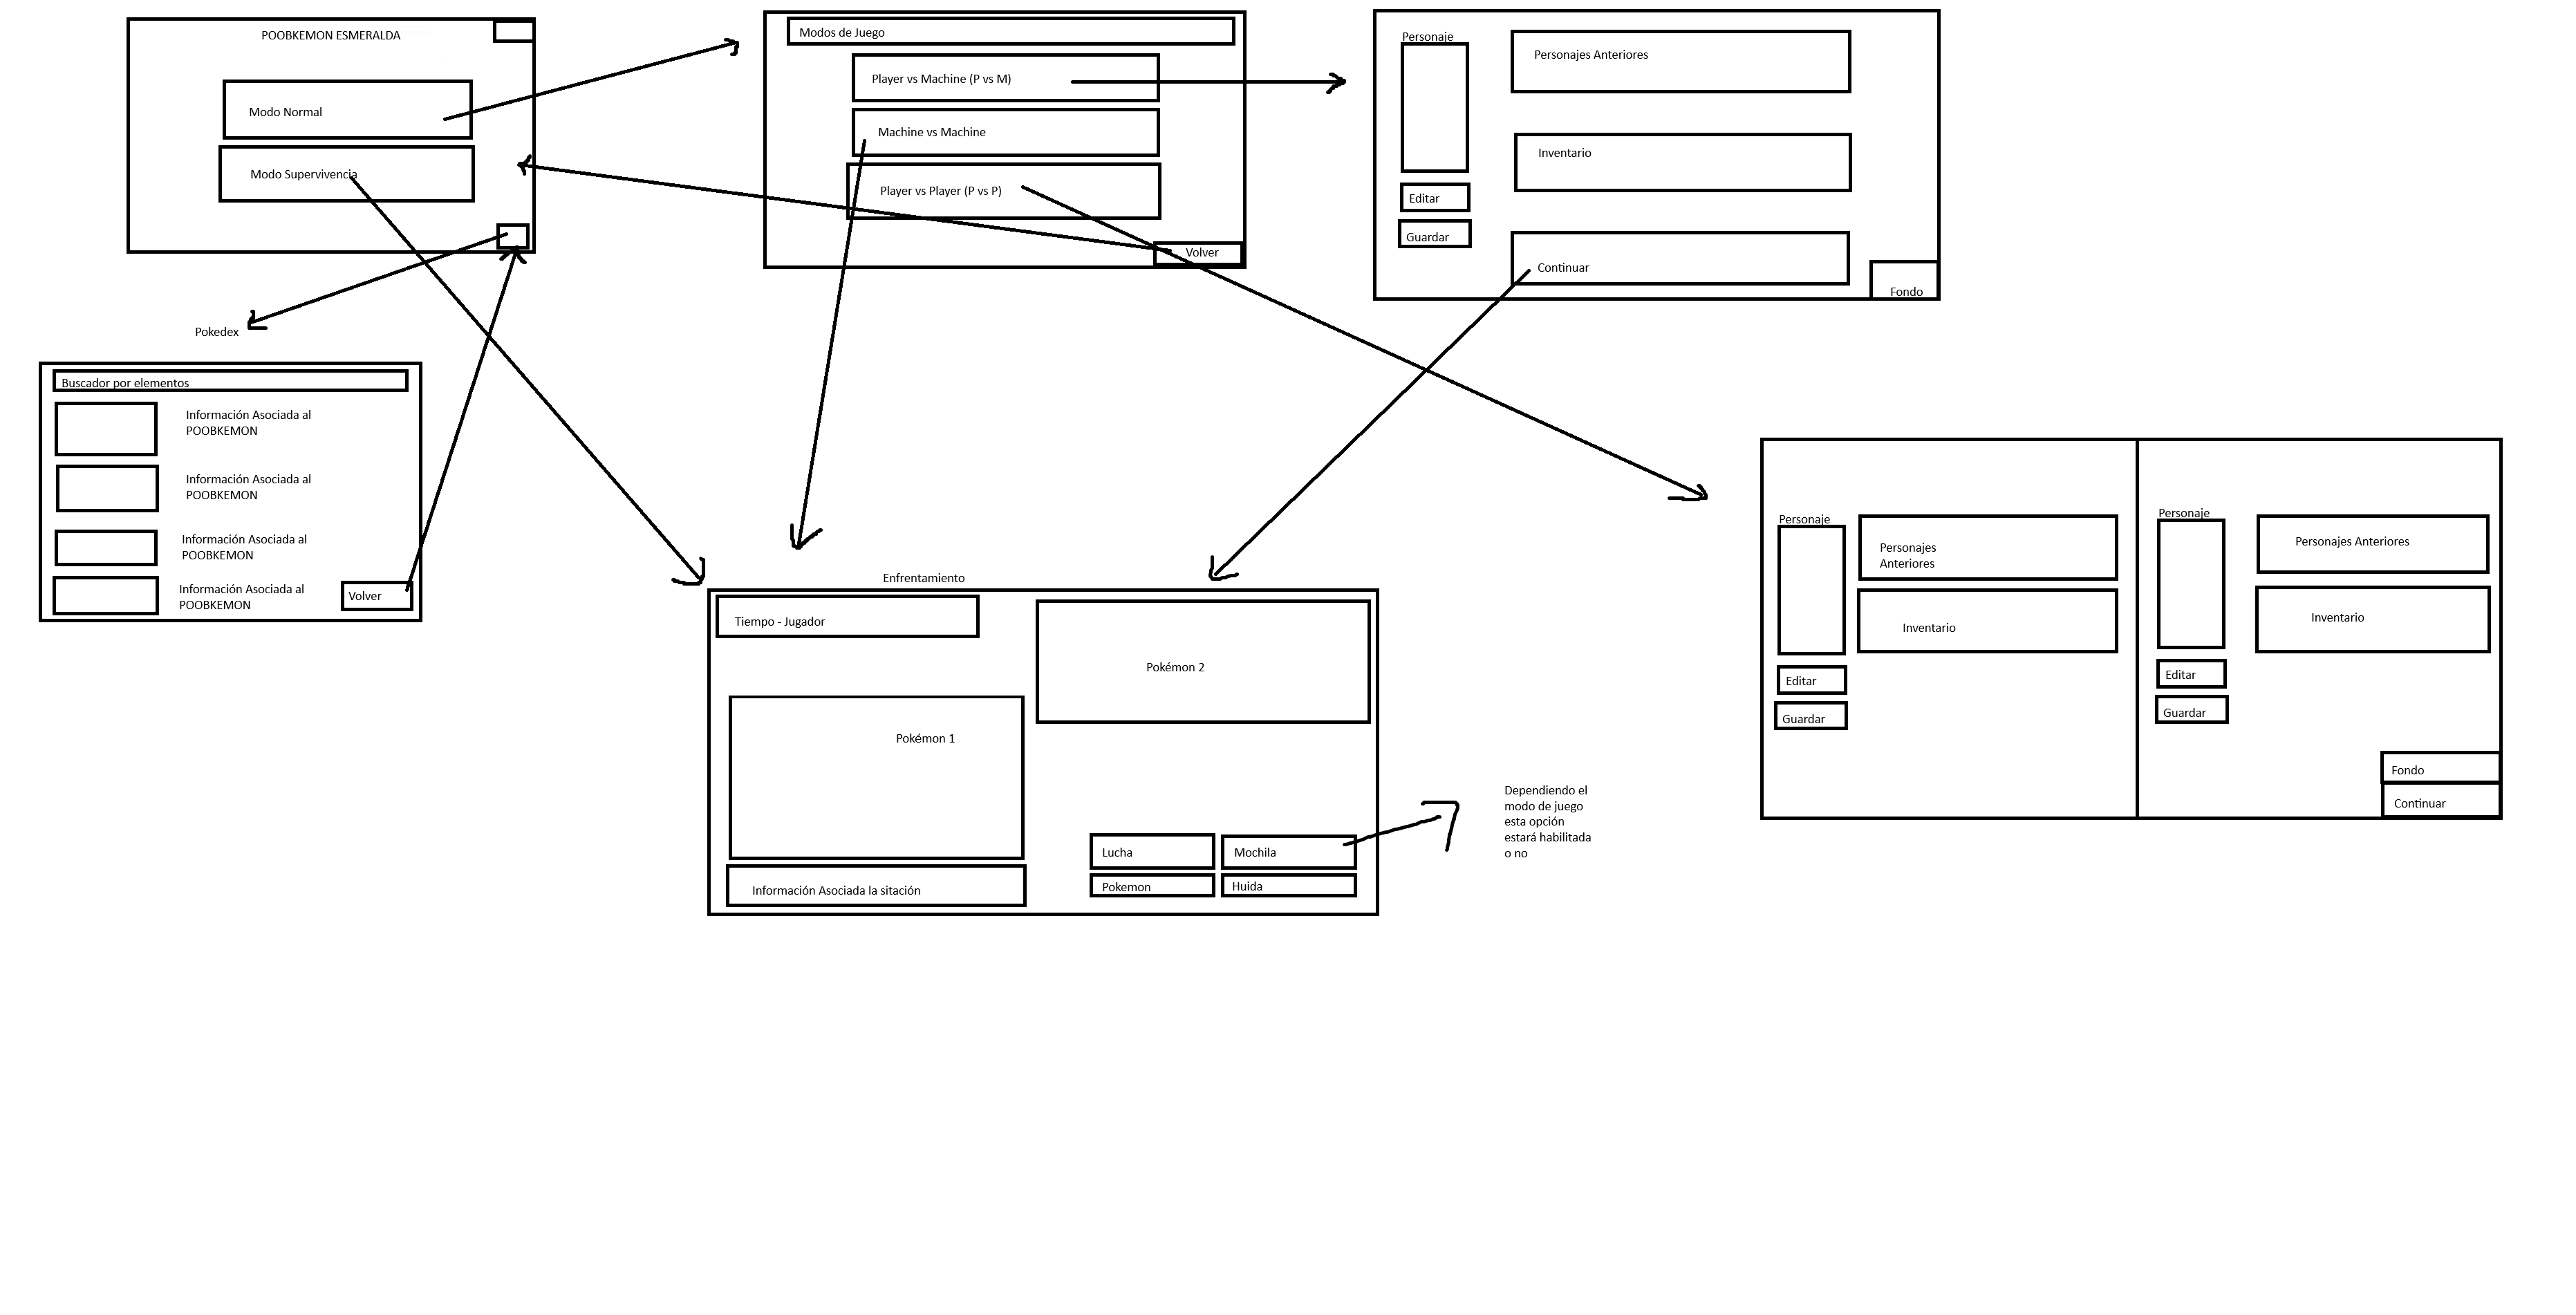 POOBKEMON ESMERALDA
Modo Normal
Modo Supervivencia
Modos de Juego
Player vs Machine (P vs M)
Machine vs Machine
Player vs Player (P vs P)
Volver
Personaje
Editar
Guardar
Personajes Anteriores
Inventario
Continuar
Fondo
Pokedex
Buscador por elementos
Información Asociada al
POOBKEMON
Información Asociada al
POOBKEMON
Información Asociada al
POOBKEMON
Información Asociada al
POOBKEMON
Volver
Enfrentamiento
Tiempo - Jugador
Pokémon 2
Pokémon 1
Información Asociada la sitación
Lucha
Mochila
Pokemon
Huida
Dependiendo el
modo de juego
esta opción
estará habilitada
o no
Personaje
Personajes
Anteriores
Inventario
Editar
Guardar
Personaje
Personajes Anteriores
Inventario
Editar
Guardar
Fondo
Continuar